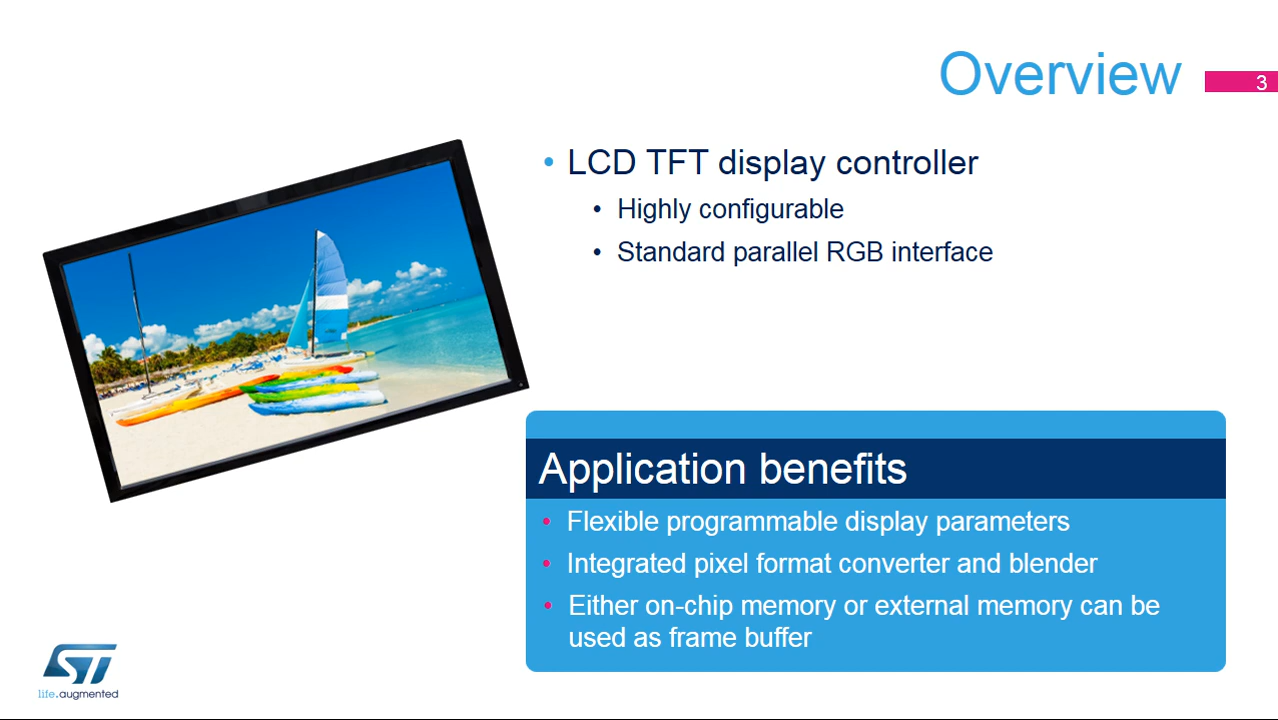 Overview
3
• LCD TFT display controller
• Highly configurable
• Standard parallel RGB interface
Application benefits
• Flexible programmable display parameters
• Integrated pixel format converter and blender
• Either on-chip memory or external memory can be
used as frame buffer
ST
life.augmented